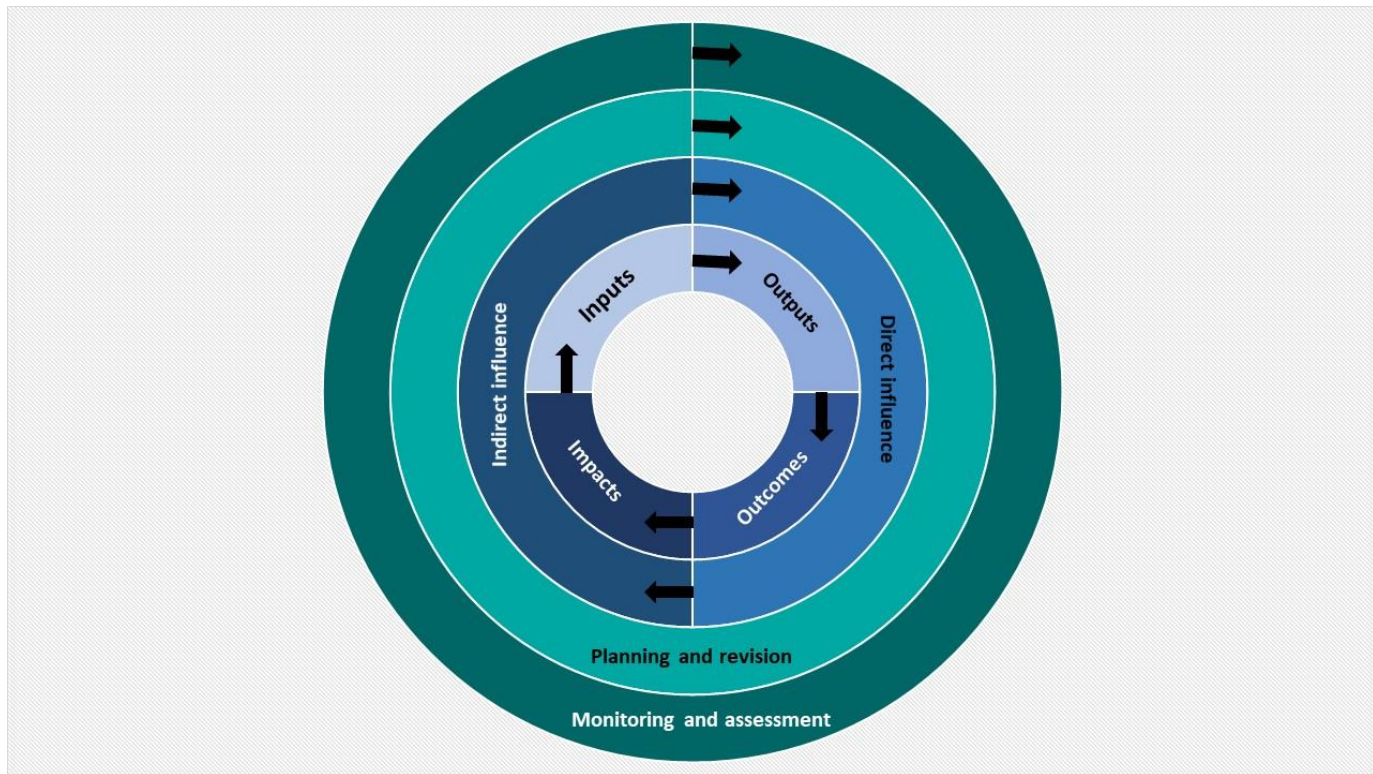 Inputs
Outputs
Indirect influence
Direct influence
Impacts
Outcomes
Planning and revision
Monitoring and assessment